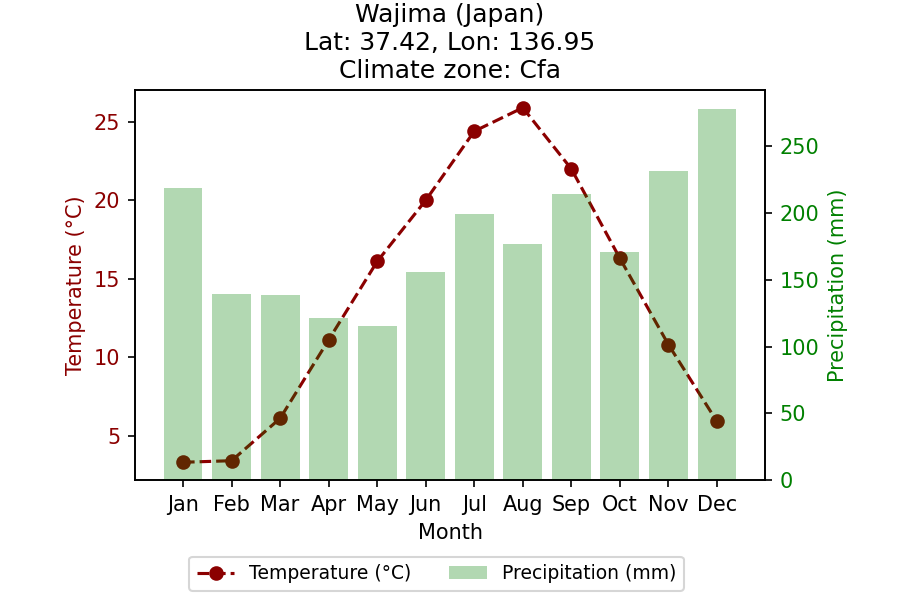 Wajima (Japan)
Lat: 37.42, Lon: 136.95
Climate zone: Cfa
Temperature (°C)
25
20
15
10
5
250
200
150
100
50
0
Precipitation (mm)
Jan Feb Mar Apr May Jun Jul Aug Sep Oct Nov Dec
Month
Temperature (°C) Precipitation (mm)